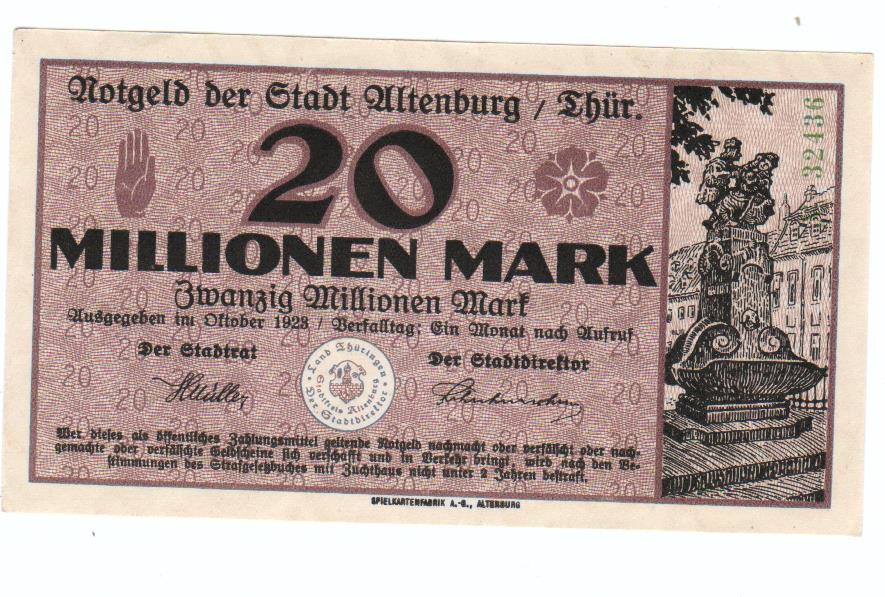 Notgeld der Stadt Altenburg / Thür.
20
MILLIONEN MARK
Zwanzig Millionen Mark
Ausgegeben im Oktober 1923 / Verfalltag: Ein Monat nach Aufruf
Der Stadtrat
Der Stadtdirektor
Land Thüringen
Stadtkreis Altenburg
Der Stadtdirektor
Wer dieses als öffentliches Zahlungsmittel geltende Notgeld nachmacht oder verfälscht oder nach-
gemachte oder verfälschte Geldscheine sich verschafft und in Verkehr bringt, wird nach den Be-
stimmungen des Strafgesetzbuches mit Zuchthaus nicht unter 2 Jahren bestraft.
SPIELKARTENFABRIK A.-G., ALTENBURG
32436